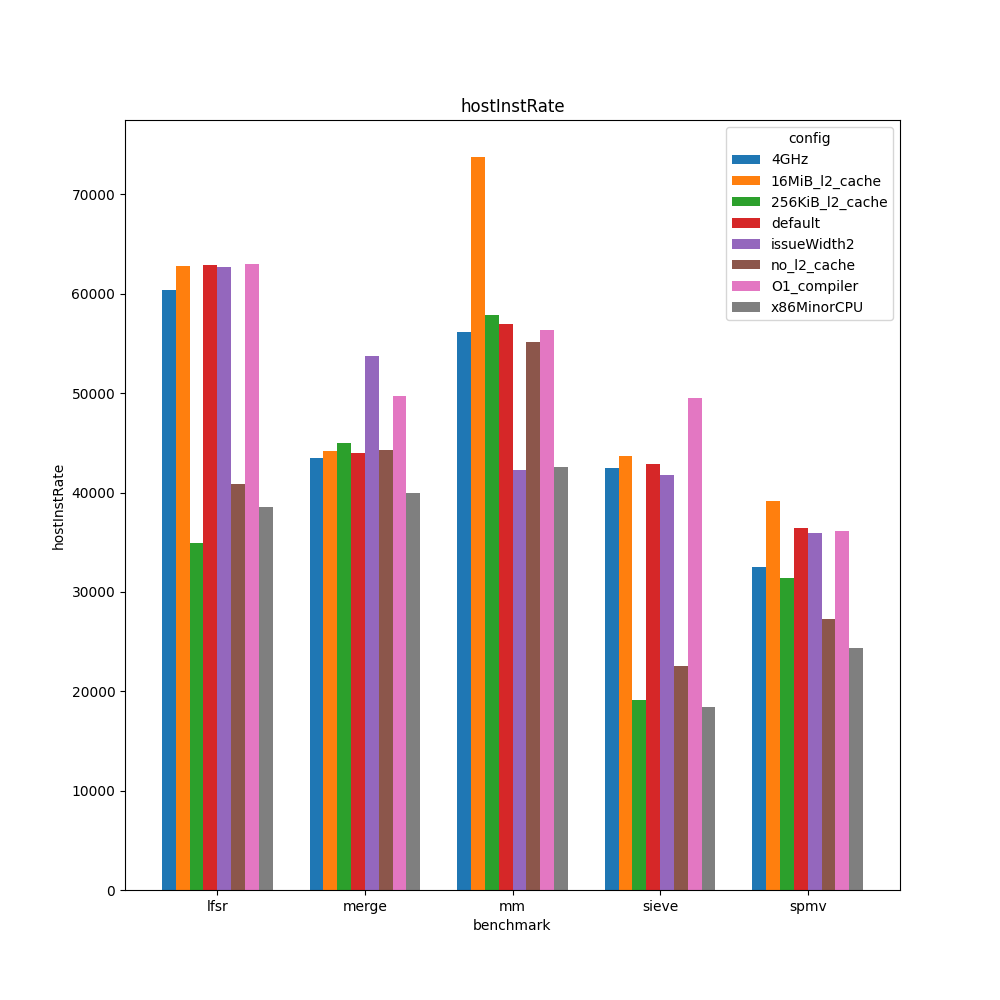 hostInstRate
config
4GHz
16MiB_l2_cache
256KiB_l2_cache
default
issueWidth2
no_l2_cache
O1_compiler
x86MinorCPU
hostInstRate
70000
60000
50000
40000
30000
20000
10000
0
lfsr merge mm sieve spmv
benchmark